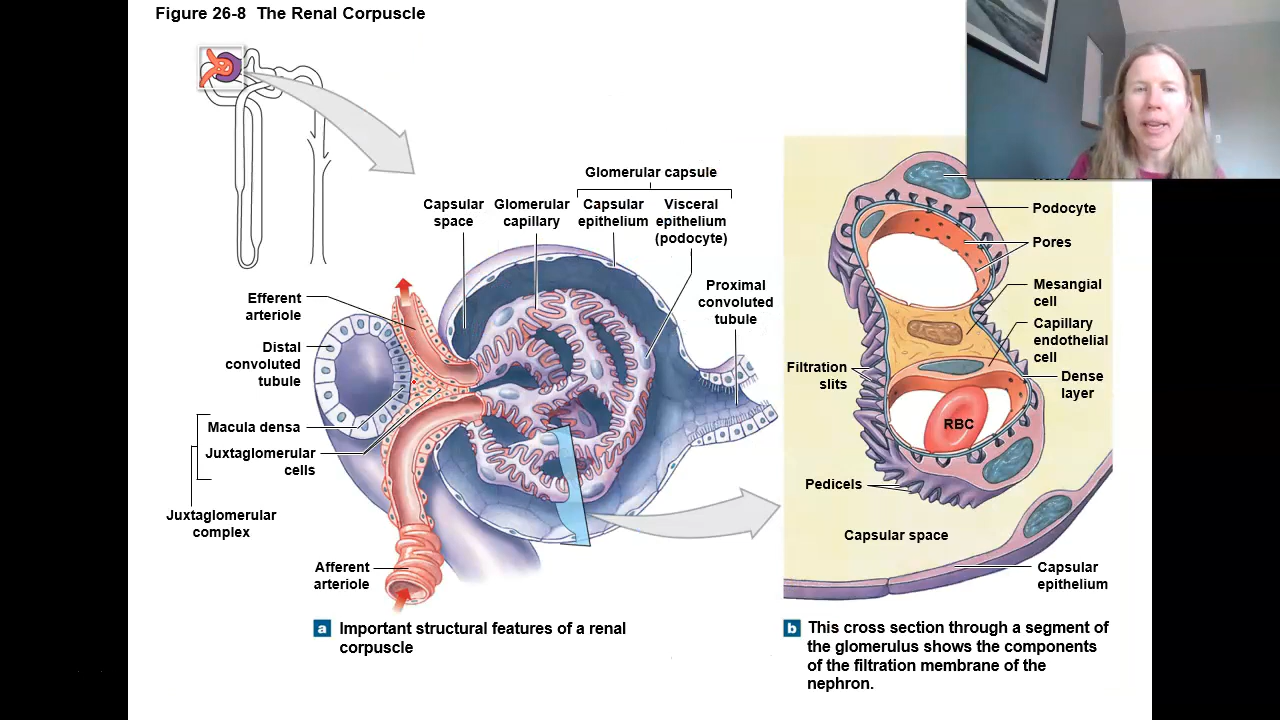 Figure 26-8 The Renal Corpuscle
Glomerular capsule
Capsular
space
Glomerular
capillary
Capsular
epithelium
Visceral
epithelium
(podocyte)
Proximal
convoluted
tubule
Efferent
arteriole
Distal
convoluted
tubule
Macula densa
Juxtaglomerular
cells
Juxtaglomerular
complex
Afferent
arteriole
a Important structural features of a renal
corpuscle
Podocyte
Pores
Mesangial
cell
Capillary
endothelial
cell
Dense
layer
Filtration
slits
RBC
Pedicels
Capsular space
Capsular
epithelium
b This cross section through a segment of
the glomerulus shows the components
of the filtration membrane of the
nephron.